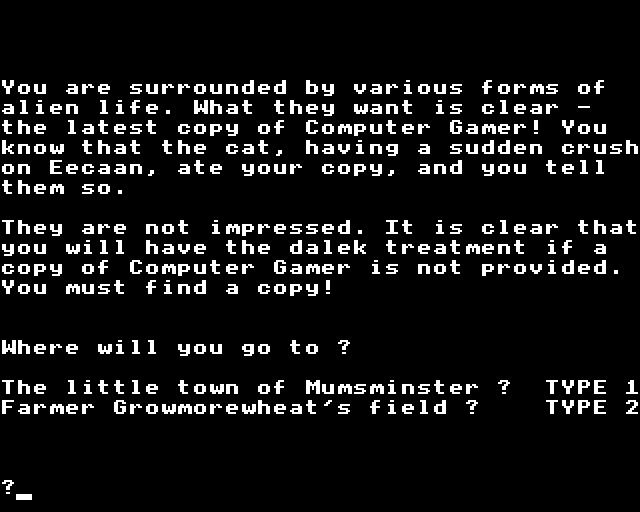 You are surrounded by various forms of
alien life. What they want is clear -
the latest copy of Computer Gamer! You
know that the cat, having a sudden crush
on Eecaan, ate your copy, and you tell
them so.
They are not impressed. It is clear that
you will have the dalek treatment if a
copy of Computer Gamer is not provided.
You must find a copy!
Where will you go to ?
The little town of Mumsminster ?  TYPE 1
Farmer Growmorewheat's field ?    TYPE 2
?_